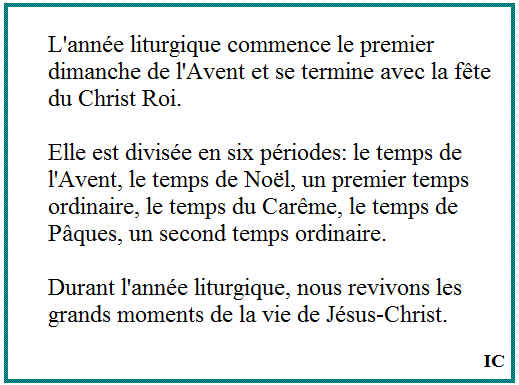 L'année liturgique commence le premier
dimanche de l'Avent et se termine avec la fête
du Christ Roi.
Elle est divisée en six périodes: le temps de
l'Avent, le temps de Noël, un premier temps
ordinaire, le temps du Carême, le temps de
Pâques, un second temps ordinaire.
Durant l'année liturgique, nous revivons les
grands moments de la vie de Jésus-Christ.
IC